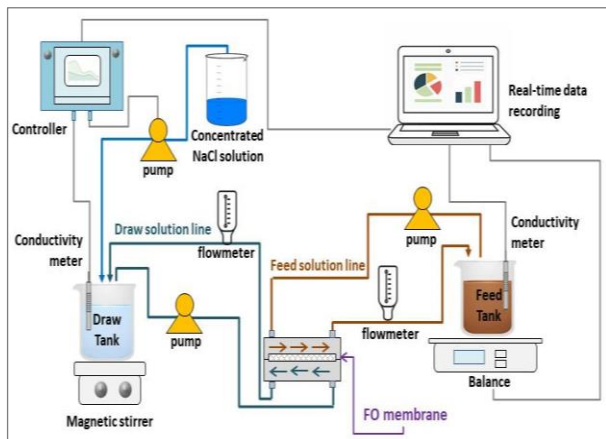 Controller
pump
Concentrated
NaCl solution
Real-time data
recording
Conductivity
meter
Draw solution line
flowmeter
Feed solution line
pump
Conductivity
meter
Draw
Tank
pump
flowmeter
Feed
Tank
Magnetic stirrer
FO membrane
Balance